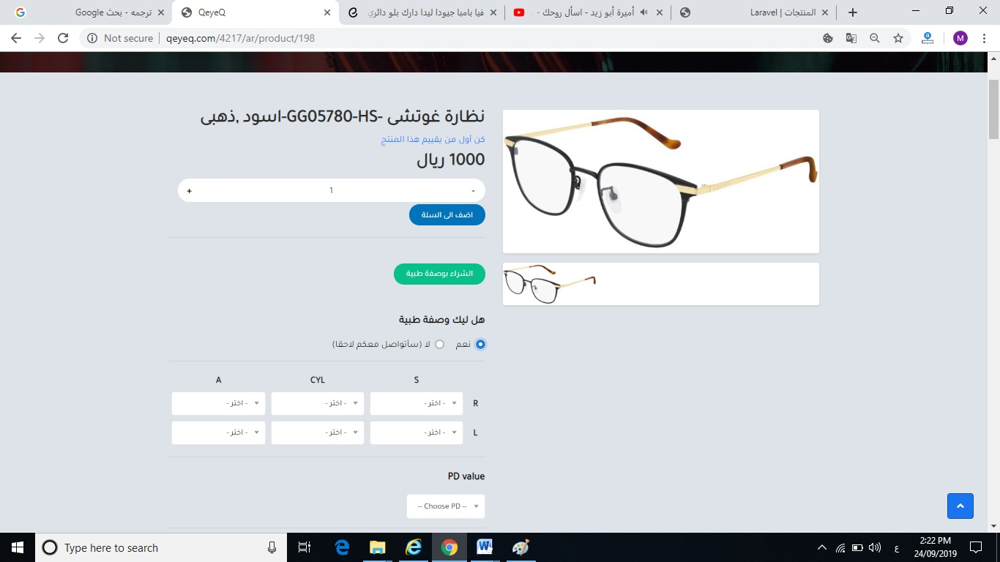 ترجمه - بحث Google
QeyeQ
فيا بامبا جيودا ليدا دارك بلو دائري
أميرة أبو زيد - اسأل روحك -
المنتجات | Laravel
Not secure
qeyeq.com/4217/ar/product/198
M
نظارة غوتشى -GG05780-HS-اسود ,ذهبى
كن أول من يقييم هذا المنتج
1000 ريال
- 1 +
اضف الى السلة
الشراء بوصفة طبية
هل ليك وصفة طبية
نعم
لا (سأتواصل معكم لاحقا)
S CYL A
R - اختر - - اختر - - اختر -
L - اختر - - اختر - - اختر -
PD value
-- Choose PD --
Type here to search
ع
2:22 PM
24/09/2019